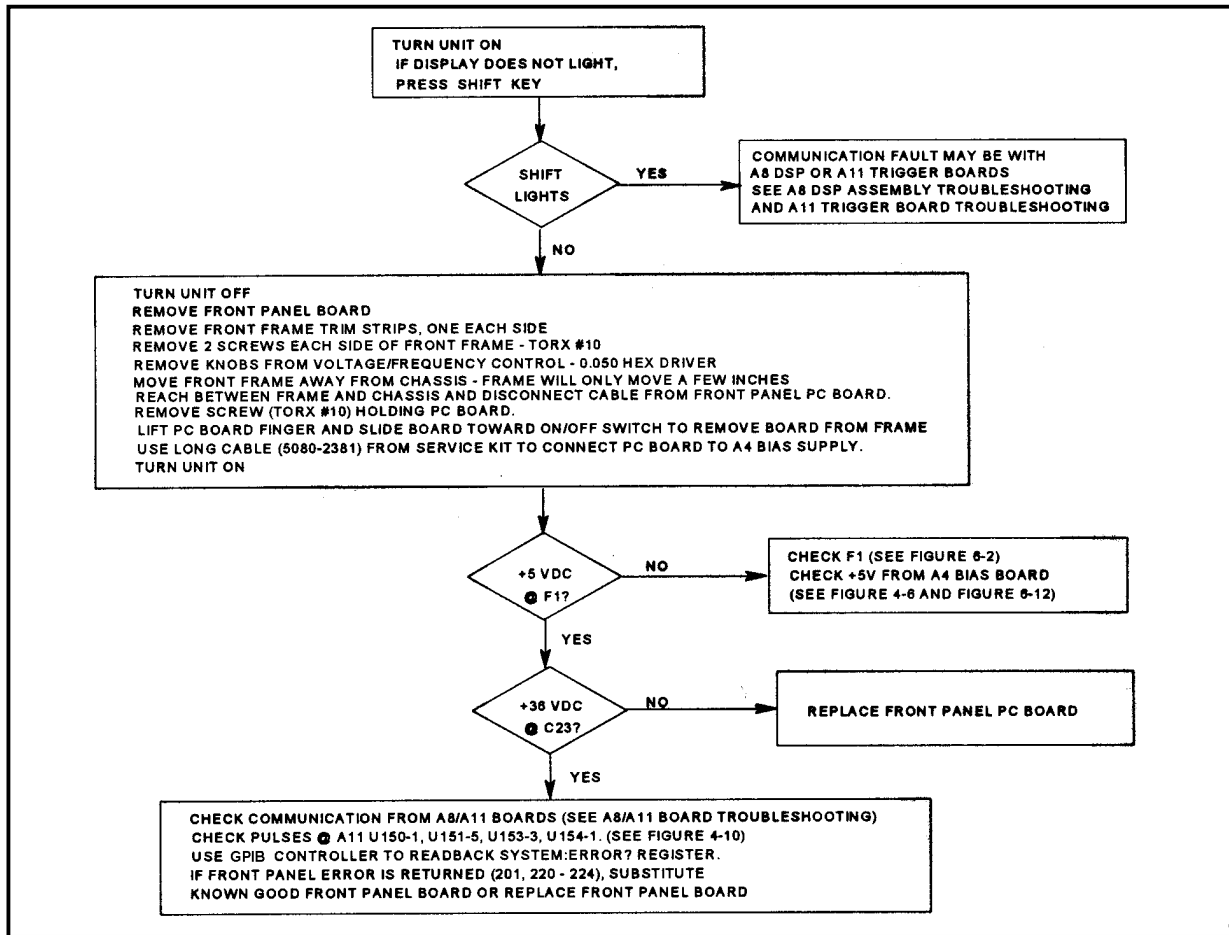 TURN UNIT ON
IF DISPLAY DOES NOT LIGHT,
PRESS SHIFT KEY
SHIFT
LIGHTS
YES
COMMUNICATION FAULT MAY BE WITH
A8 DSP OR A11 TRIGGER BOARDS
SEE A8 DSP ASSEMBLY TROUBLESHOOTING
AND A11 TRIGGER BOARD TROUBLESHOOTING
NO
TURN UNIT OFF
REMOVE FRONT PANEL BOARD
REMOVE FRONT FRAME TRIM STRIPS, ONE EACH SIDE
REMOVE 2 SCREWS EACH SIDE OF FRONT FRAME - TORX #10
REMOVE KNOBS FROM VOLTAGE/FREQUENCY CONTROL - 0.050 HEX DRIVER
MOVE FRONT FRAME AWAY FROM CHASSIS - FRAME WILL ONLY MOVE A FEW INCHES
REACH BETWEEN FRAME AND CHASSIS AND DISCONNECT CABLE FROM FRONT PANEL PC BOARD.
REMOVE SCREW (TORX #10) HOLDING PC BOARD.
LIFT PC BOARD FINGER AND SLIDE BOARD TOWARD ON/OFF SWITCH TO REMOVE BOARD FROM FRAME
USE LONG CABLE (5080-2381) FROM SERVICE KIT TO CONNECT PC BOARD TO A4 BIAS SUPPLY.
TURN UNIT ON
+5 VDC
@ F1?
NO
CHECK F1 (SEE FIGURE 6-2)
CHECK +5V FROM A4 BIAS BOARD
(SEE FIGURE 4-6 AND FIGURE 6-12)
YES
+36 VDC
@ C23?
NO
REPLACE FRONT PANEL PC BOARD
YES
CHECK COMMUNICATION FROM A8/A11 BOARDS (SEE A8/A11 BOARD TROUBLESHOOTING)
CHECK PULSES @ A11 U150-1, U151-5, U153-3, U154-1. (SEE FIGURE 4-10)
USE GPIB CONTROLLER TO READBACK SYSTEM:ERROR? REGISTER.
IF FRONT PANEL ERROR IS RETURNED (201, 220 - 224), SUBSTITUTE
KNOWN GOOD FRONT PANEL BOARD OR REPLACE FRONT PANEL BOARD